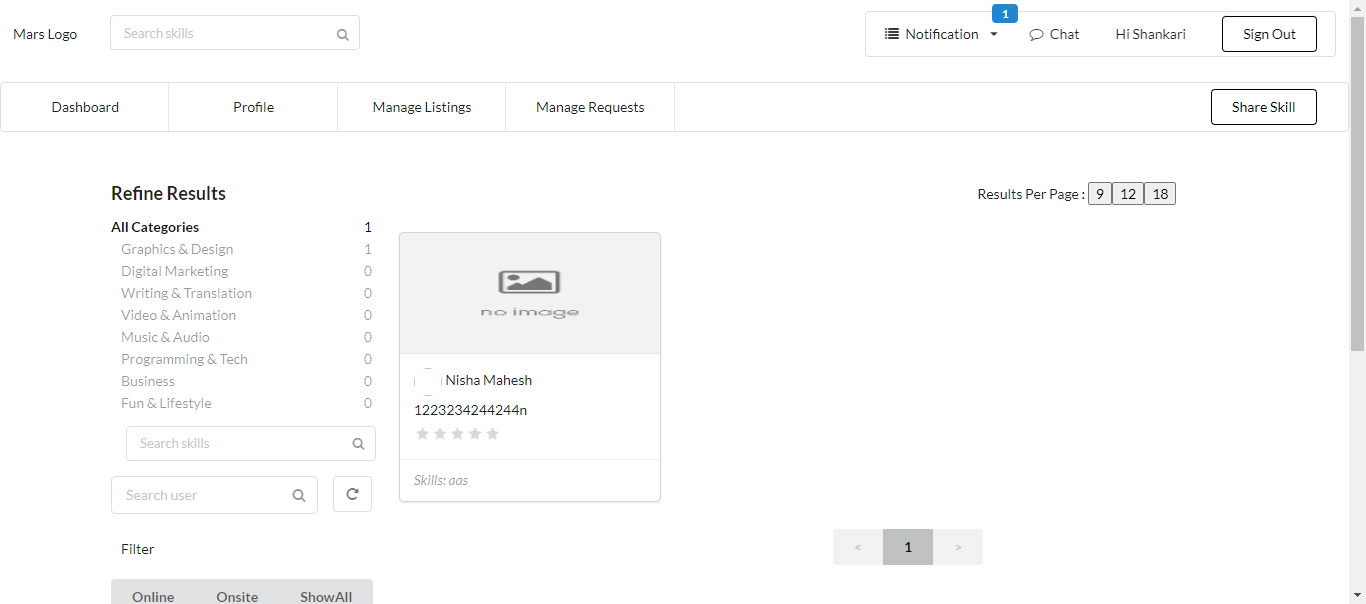 Mars Logo
Search skills
1
Notification
Chat
Hi Shankari
Sign Out
Dashboard
Profile
Manage Listings
Manage Requests
Share Skill
Refine Results
Results Per Page : 9 12 18
All Categories 1
Graphics & Design 1
Digital Marketing 0
Writing & Translation 0
Video & Animation 0
Music & Audio 0
Programming & Tech 0
Business 0
Fun & Lifestyle 0
Search skills
Search user
Filter
Online Onsite ShowAll
no image
Nisha Mahesh
1223234244244n
Skills: aas
< 1 >